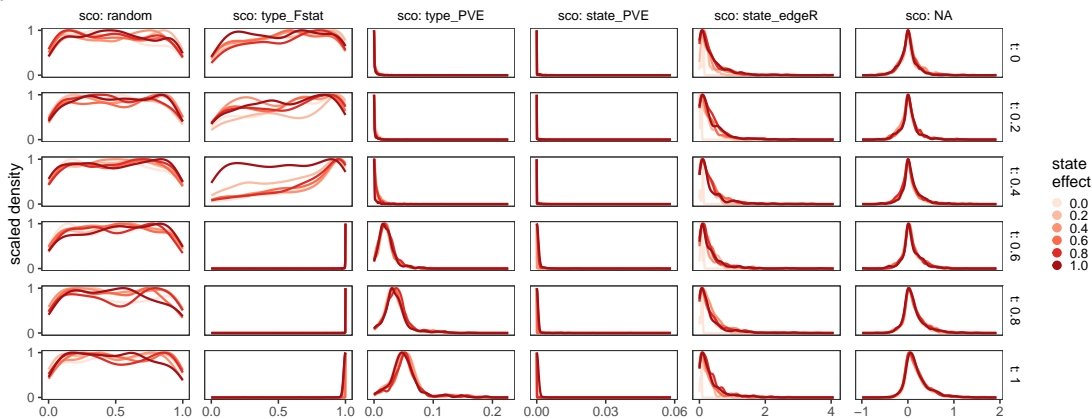 sco: random sco: type_Fstat sco: type_PVE sco: state_PVE sco: state_edgeR sco: NA
scaled density
1
0
t: 0
1
0
t: 0.2
1
0
t: 0.4
1
0
t: 0.6
1
0
t: 0.8
1
0
t: 1
0.0 0.5 1.0 0.0 0.5 1.0 0.0 0.1 0.2 0.00 0.03 0.06 0 2 4 −1 0 1 2
state
effect
0.0
0.2
0.4
0.6
0.8
1.0